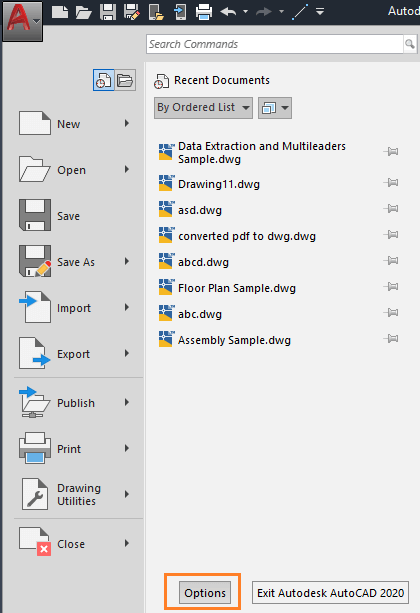 A
Autod
Search Commands
Recent Documents
By Ordered List
New
Open
Save
Save As
Import
Export
Publish
Print
Drawing
Utilities
Close
Data Extraction and Multileaders
Sample.dwg
Drawing11.dwg
asd.dwg
converted pdf to dwg.dwg
abcd.dwg
Floor Plan Sample.dwg
abc.dwg
Assembly Sample.dwg
Options
Exit Autodesk AutoCAD 2020